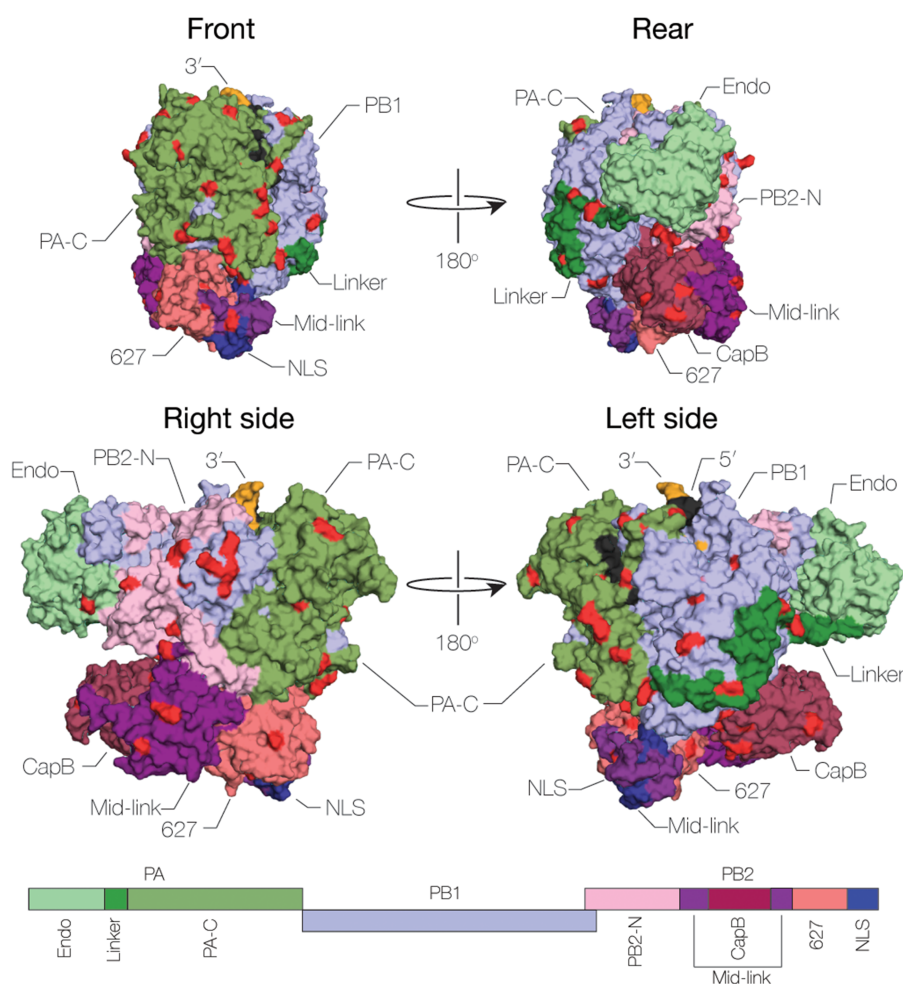 Front
Rear
3′
PB1
PA-C
Linker
Mid-link
627
NLS
180°
PA-C
Endo
PB2-N
Linker
Mid-link
CapB
627
Right side
Left side
Endo
PB2-N
3′
PA-C
CapB
Mid-link
627
NLS
180°
PA-C
PA-C
3′
5′
PB1
Endo
Linker
CapB
627
NLS
Mid-link
PA
PB1
PB2
Endo
Linker
PA-C
PB2-N
CapB
627
NLS
Mid-link